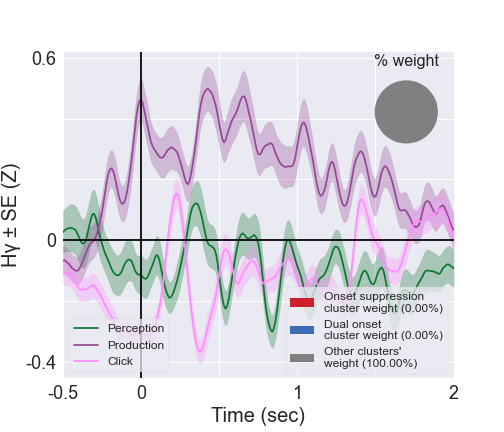 % weight
0.6
0
-0.4
Hγ ± SE (Z)
Perception
Production
Click
Onset suppression
cluster weight (0.00%)
Dual onset
cluster weight (0.00%)
Other clusters'
weight (100.00%)
-0.5
0
1
2
Time (sec)